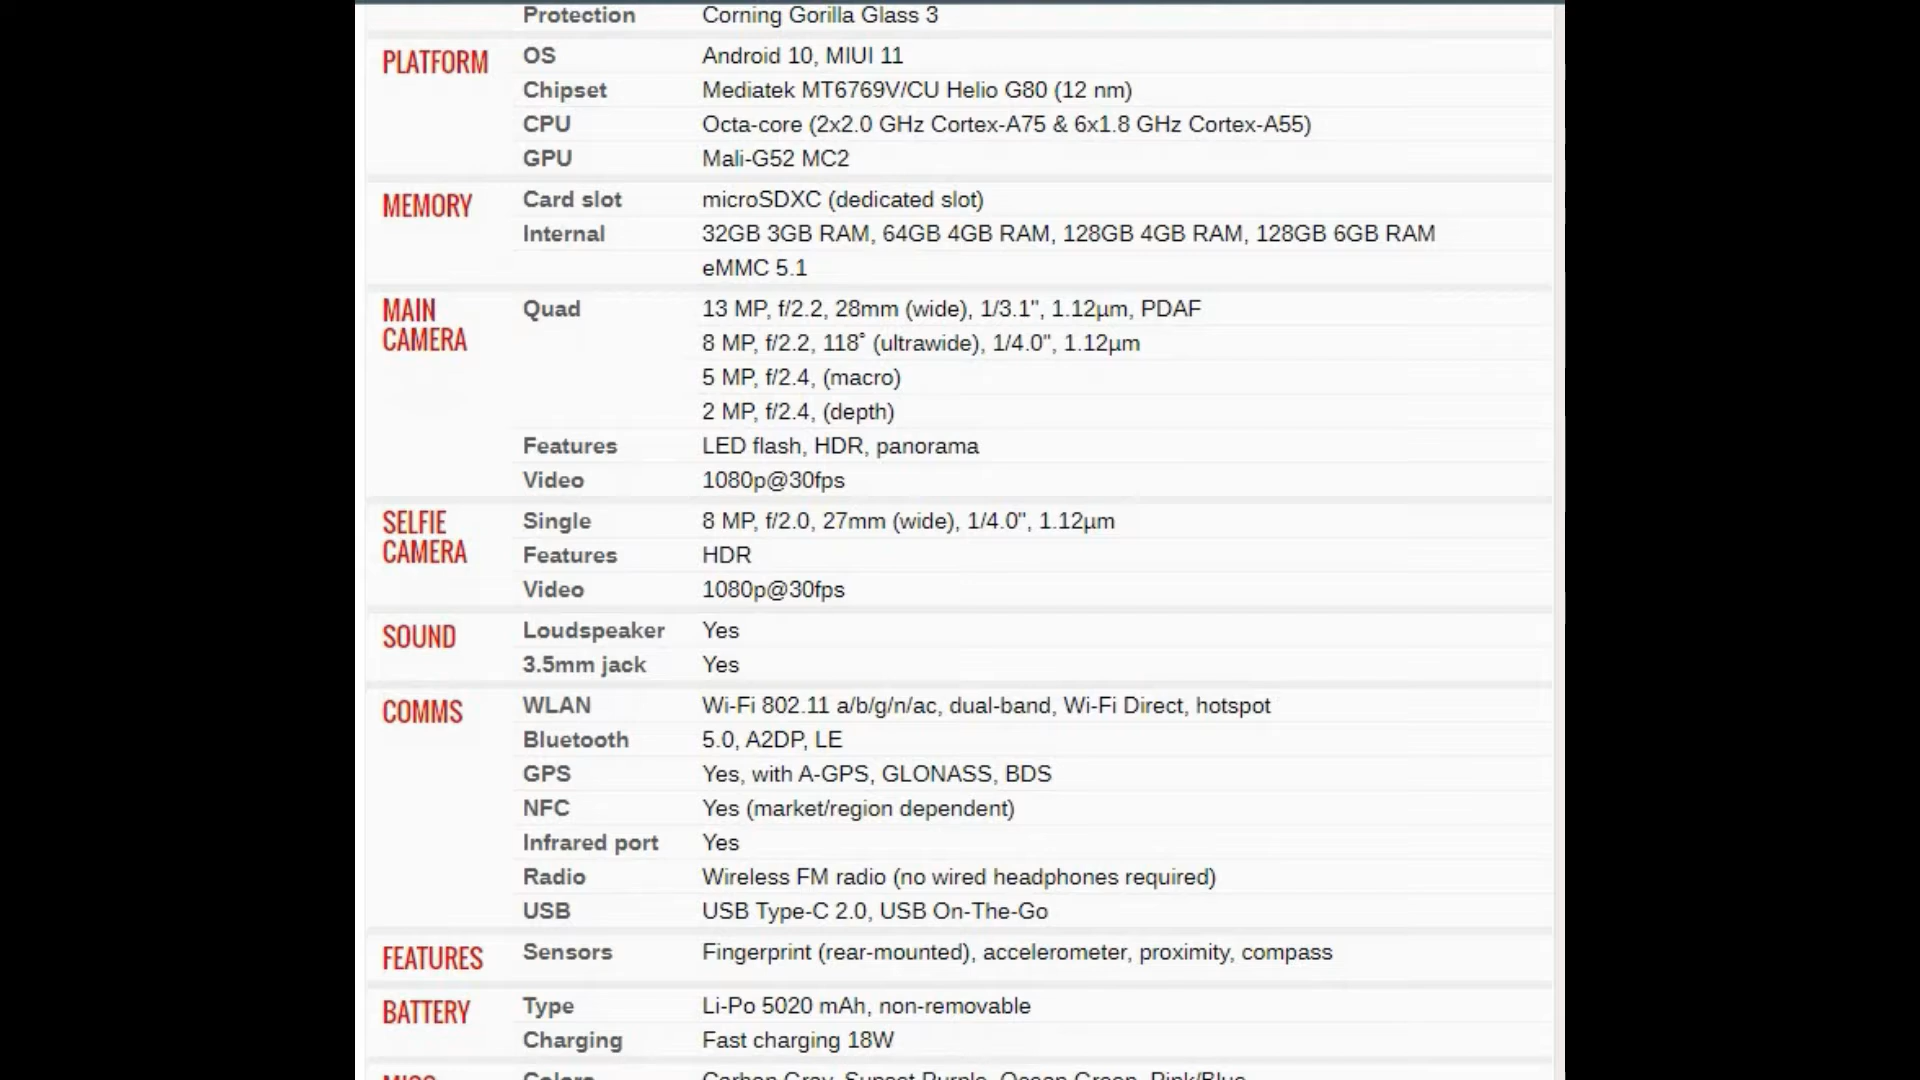 Protection Corning Gorilla Glass 3
PLATFORM OS Android 10, MIUI 11
Chipset Mediatek MT6769V/CU Helio G80 (12 nm)
CPU Octa-core (2x2.0 GHz Cortex-A75 & 6x1.8 GHz Cortex-A55)
GPU Mali-G52 MC2
MEMORY Card slot microSDXC (dedicated slot)
Internal 32GB 3GB RAM, 64GB 4GB RAM, 128GB 4GB RAM, 128GB 6GB RAM
eMMC 5.1
MAIN CAMERA Quad 13 MP, f/2.2, 28mm (wide), 1/3.1", 1.12µm, PDAF
8 MP, f/2.2, 118˚ (ultrawide), 1/4.0", 1.12µm
5 MP, f/2.4, (macro)
2 MP, f/2.4, (depth)
Features LED flash, HDR, panorama
Video 1080p@30fps
SELFIE CAMERA Single 8 MP, f/2.0, 27mm (wide), 1/4.0", 1.12µm
Features HDR
Video 1080p@30fps
SOUND Loudspeaker Yes
3.5mm jack Yes
COMMS WLAN Wi-Fi 802.11 a/b/g/n/ac, dual-band, Wi-Fi Direct, hotspot
Bluetooth 5.0, A2DP, LE
GPS Yes, with A-GPS, GLONASS, BDS
NFC Yes (market/region dependent)
Infrared port Yes
Radio Wireless FM radio (no wired headphones required)
USB USB Type-C 2.0, USB On-The-Go
FEATURES Sensors Fingerprint (rear-mounted), accelerometer, proximity, compass
BATTERY Type Li-Po 5020 mAh, non-removable
Charging Fast charging 18W
MISC Colors Carbon Gray, Sunset Purple, Ocean Green, Pink/Blue